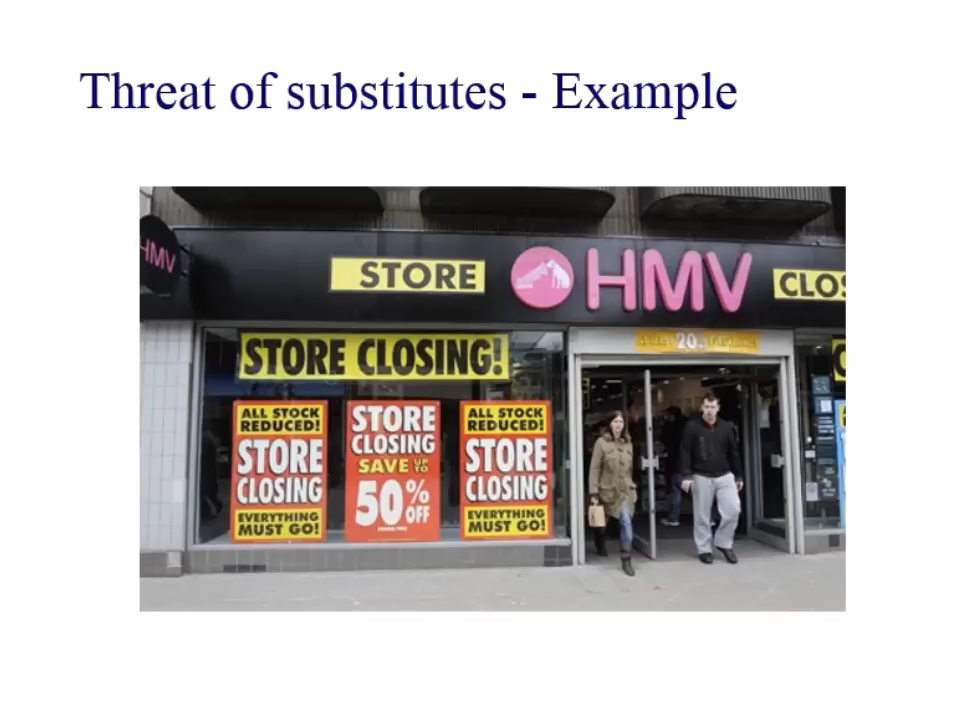 Threat of substitutes - Example
HMV
STORE
HMV
CLOS
STORE CLOSING!
20%
ALL STOCK
REDUCED!
STORE
CLOSING
EVERYTHING
MUST GO!
STORE
CLOSING
SAVE UP TO
50% OFF
ALL STOCK
REDUCED!
STORE
CLOSING
EVERYTHING
MUST GO!